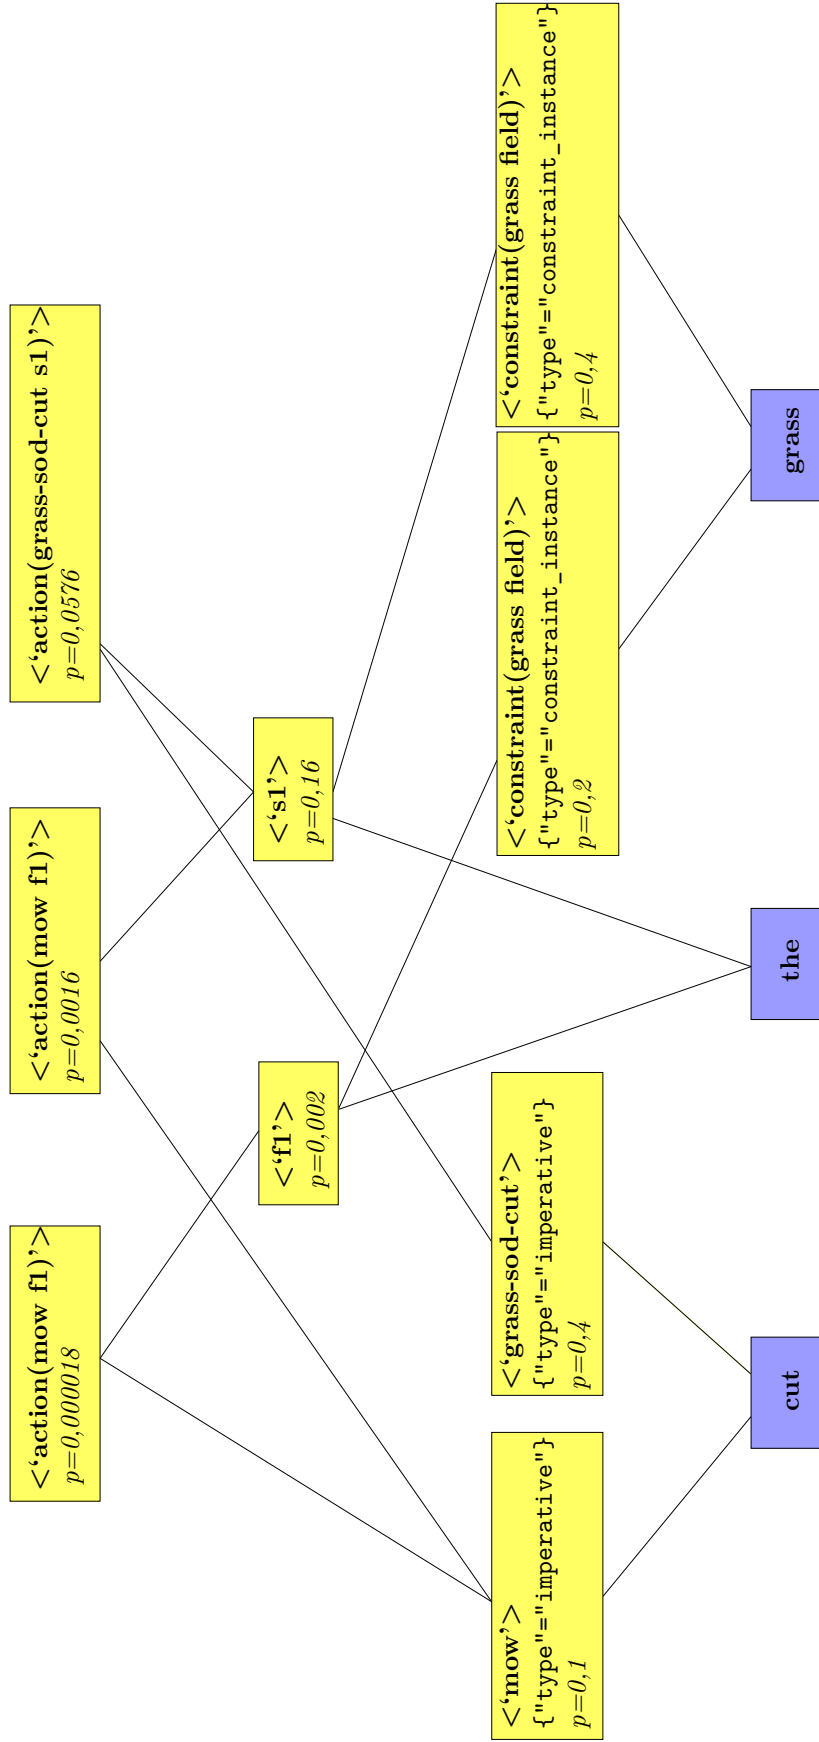 <‘action(mow f1)’>
p=0,000018
<‘action(mow f1)’>
p=0,0016
<‘action(grass-sod-cut s1)’>
p=0,0576
<‘f1’>
p=0,002
<‘s1’>
p=0,16
<‘mow’>
{"type"="imperative"}
p=0,1
<‘grass-sod-cut’>
{"type"="imperative"}
p=0,4
<‘constraint(grass field)’>
{"type"="constraint_instance"}
p=0,2
<‘constraint(grass field)’>
{"type"="constraint_instance"}
p=0,4
cut
the
grass